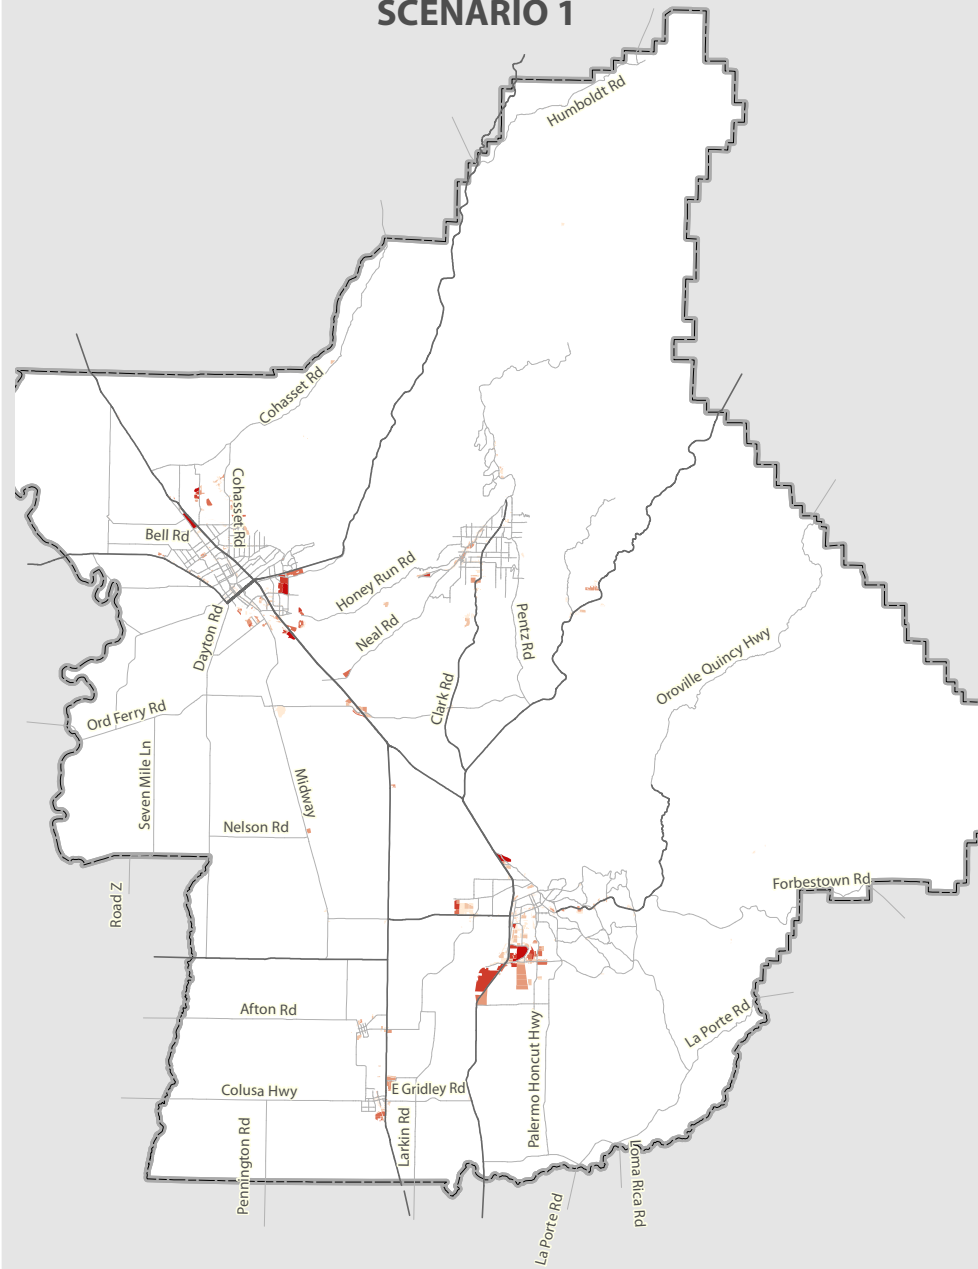 SCENARIO 1
Humboldt Rd
Cohasset Rd
Cohasset Rd
Bell Rd
Honey Run Rd
Neal Rd
Dayton Rd
Pentz Rd
Oroville Quincy Hwy
Clark Rd
Ord Ferry Rd
Seven Mile Ln
Midway
Nelson Rd
Road Z
Forbestown Rd
Afton Rd
La Porte Rd
Palermo Honcut Hwy
Colusa Hwy
E Gridley Rd
Larkin Rd
Pennington Rd
Loma Rica Rd
La Porte Rd